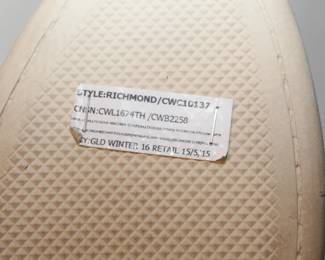 STYLE:RICHMOND/CWC10137
CNSN:CWL1674TH /CWB2258
GLD WINTER 16 RETAIL 15/5/15